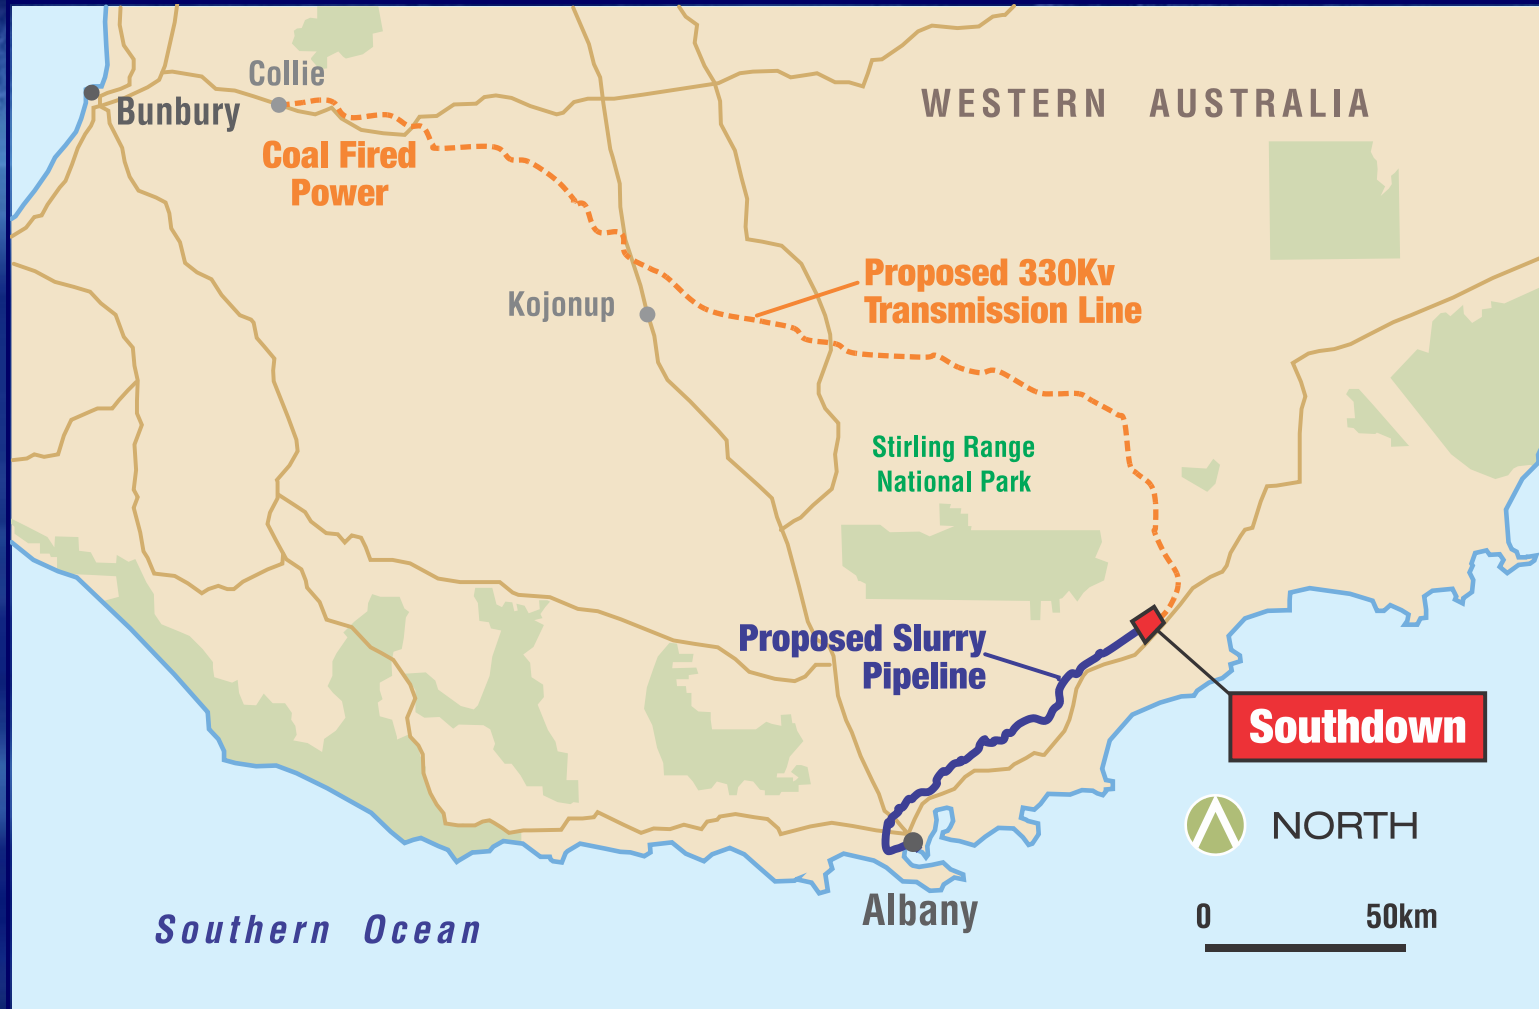 Collie
Bunbury
WESTERN AUSTRALIA
Coal Fired
Power
Proposed 330Kv
Transmission Line
Kojonup
Stirling Range
National Park
Proposed Slurry
Pipeline
Southdown
NORTH
Albany
0 50km
Southern Ocean